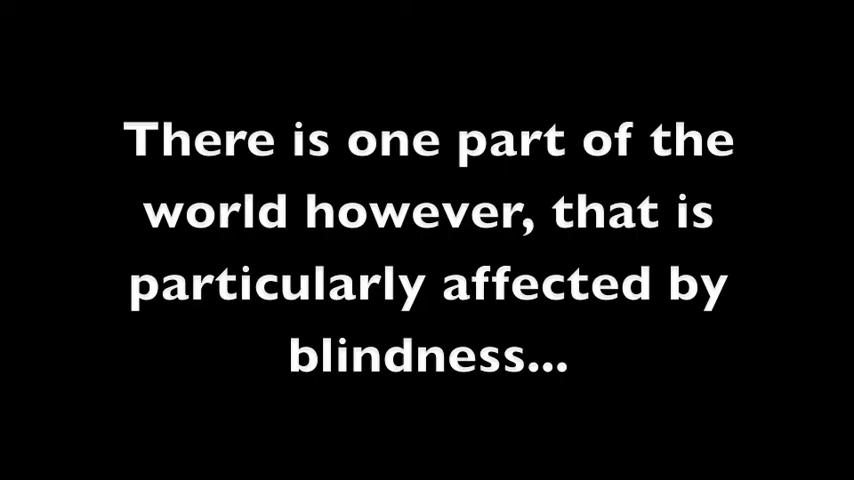 There is one part of the
world however, that is
particularly affected by
blindness...